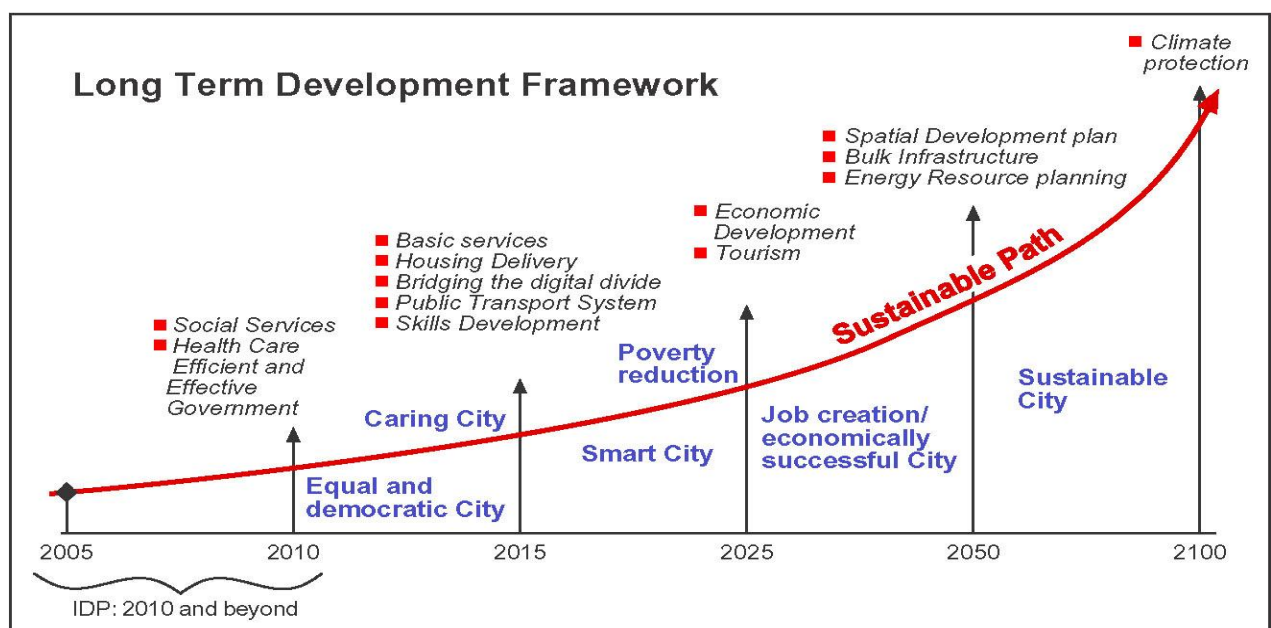 Long Term Development Framework
Climate
protection
Spatial Development plan
Bulk Infrastructure
Energy Resource planning
Economic
Development
Tourism
Basic services
Housing Delivery
Bridging the digital divide
Public Transport System
Skills Development
Social Services
Health Care
Efficient and
Effective
Government
Sustainable Path
Poverty
reduction
Caring City
Smart City
Equal and
democratic City
Job creation/
economically
successful City
Sustainable
City
2005
2010
2015
2025
2050
2100
IDP: 2010 and beyond